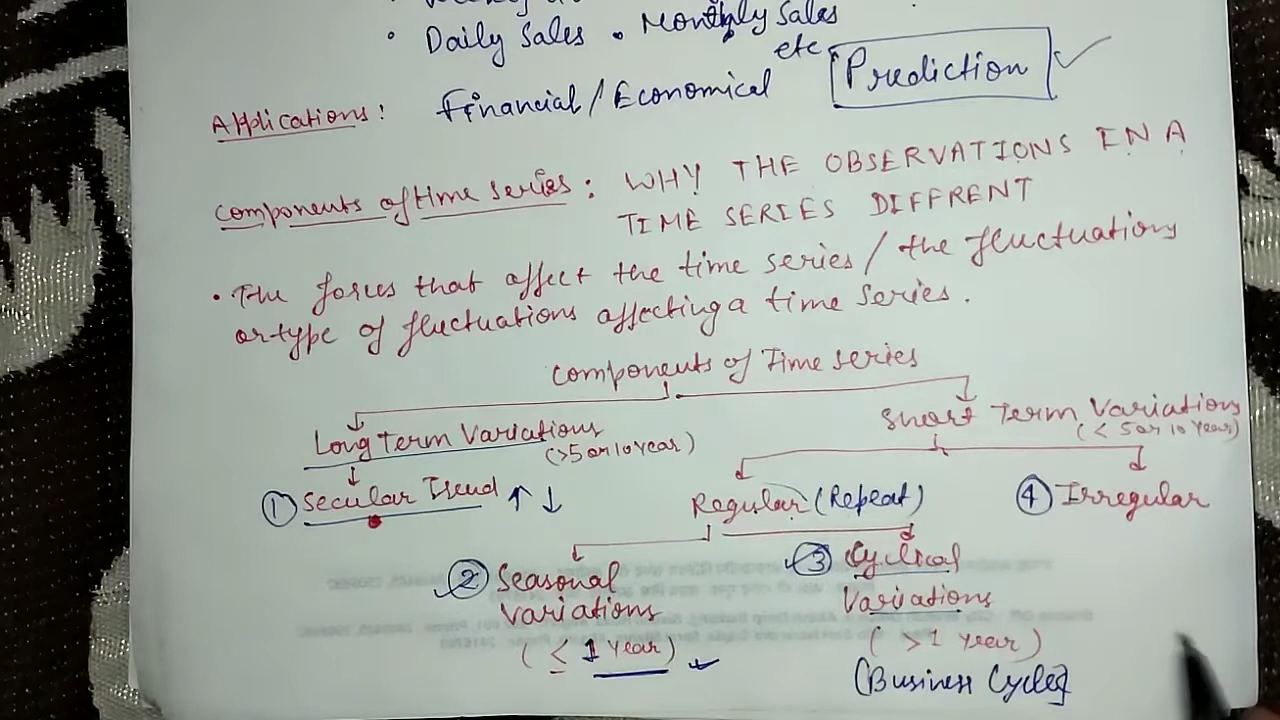 • Daily Sales • Monthly Sales
etc
Applications: Financial/Economical Prediction
Components of time series: WHY THE OBSERVATIONS IN A
TIME SERIES DIFFRENT
• The forces that affect the time series/the fluctuations
or type of fluctuations affecting a time series.
Components of Time series
Long Term Variations
(>5 or 10 year)
Short Term Variations
(< 5 or 10 year)
① Secular Trend ↑ ↓
Regular (Repeat)
④ Irregular
② Seasonal
Variations
(≤ 1 year)
③ Cyclical
Variations
(>1 year)
(Business Cycle)